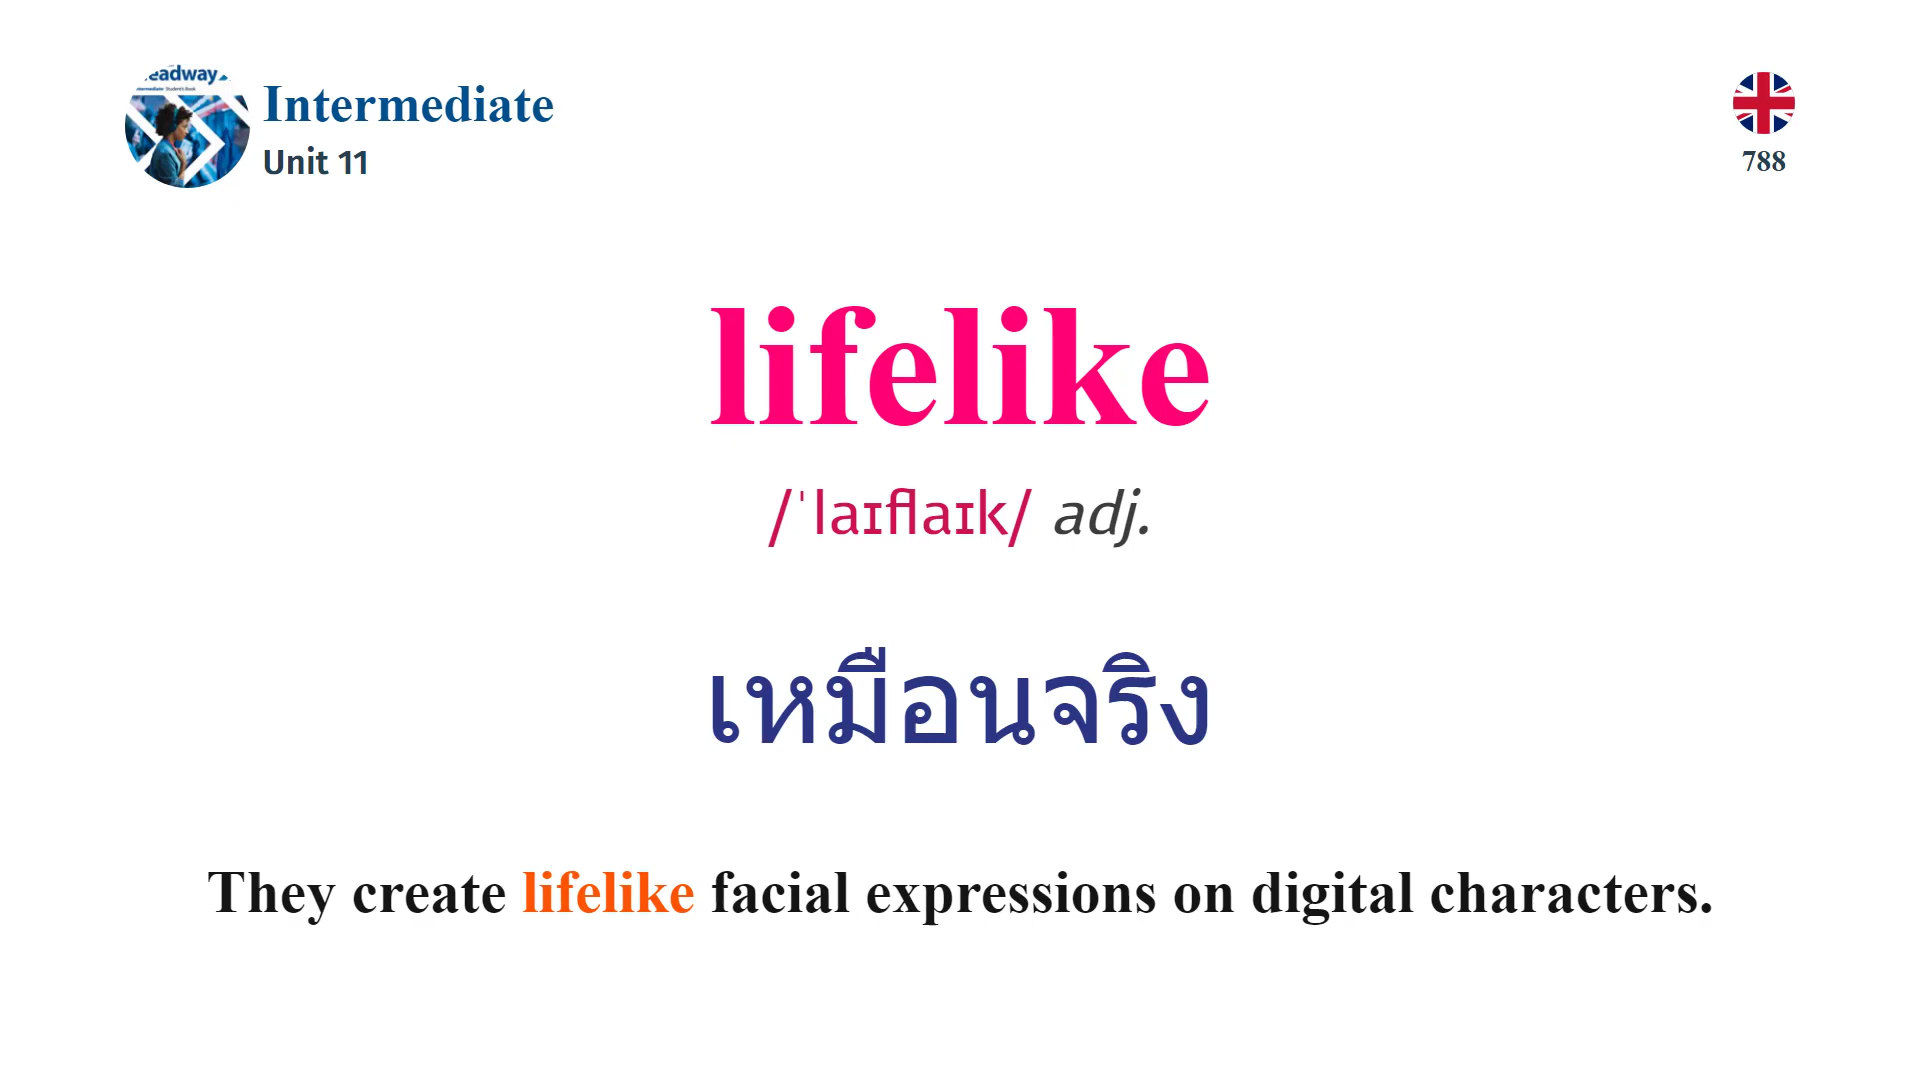 eadway
Intermediate
Unit 11
788
lifelike
/ˈlaɪflaɪk/ adj.
เหมือนจริง
They create lifelike facial expressions on digital characters.